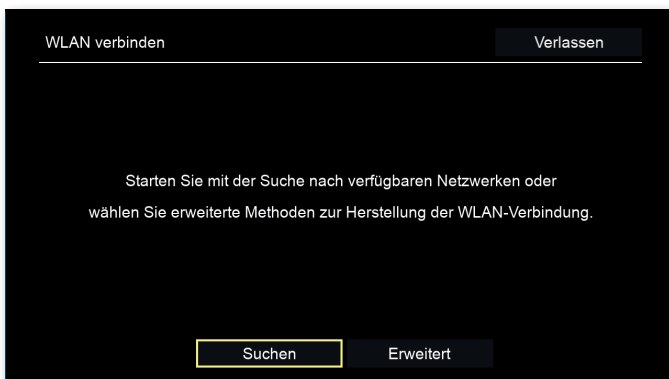 WLAN verbinden
Verlassen
Starten Sie mit der Suche nach verfügbaren Netzwerken oder
wählen Sie erweiterte Methoden zur Herstellung der WLAN-Verbindung.
Suchen
Erweitert